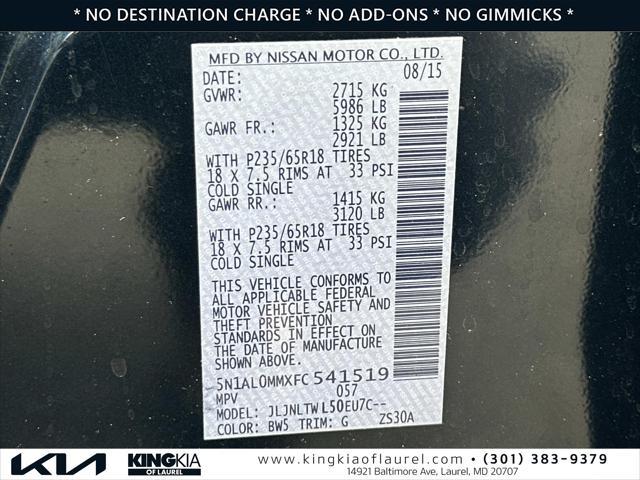 * NO DESTINATION CHARGE * NO ADD-ONS * NO GIMMICKS! *
MFD BY NISSAN MOTOR CO., LTD.
DATE: 08/15
GVWR: 2715 KG
5986 LB
GAWR FR.: 1325 KG
2921 LB
WITH P235/65R18 TIRES
18 X 7.5 RIMS AT 33 PSI
COLD SINGLE
GAWR RR.: 1415 KG
3120 LB
WITH P235/65R18 TIRES
18 X 7.5 RIMS AT 33 PSI
COLD SINGLE
THIS VEHICLE CONFORMS TO
ALL APPLICABLE FEDERAL
MOTOR VEHICLE SAFETY AND
THEFT PREVENTION
STANDARDS IN EFFECT ON
THE DATE OF MANUFACTURE
SHOWN ABOVE.
5N1AL0MMXFC541519
MPV 057
MODEL: JLJNLTWL50EU7C--
COLOR: BW5 TRIM: G ZS30A
KIA KING KIA OF LAUREL www.kingkiaoflaurel.com • (301) 383-9379
14921 Baltimore Ave, Laurel, MD 20707